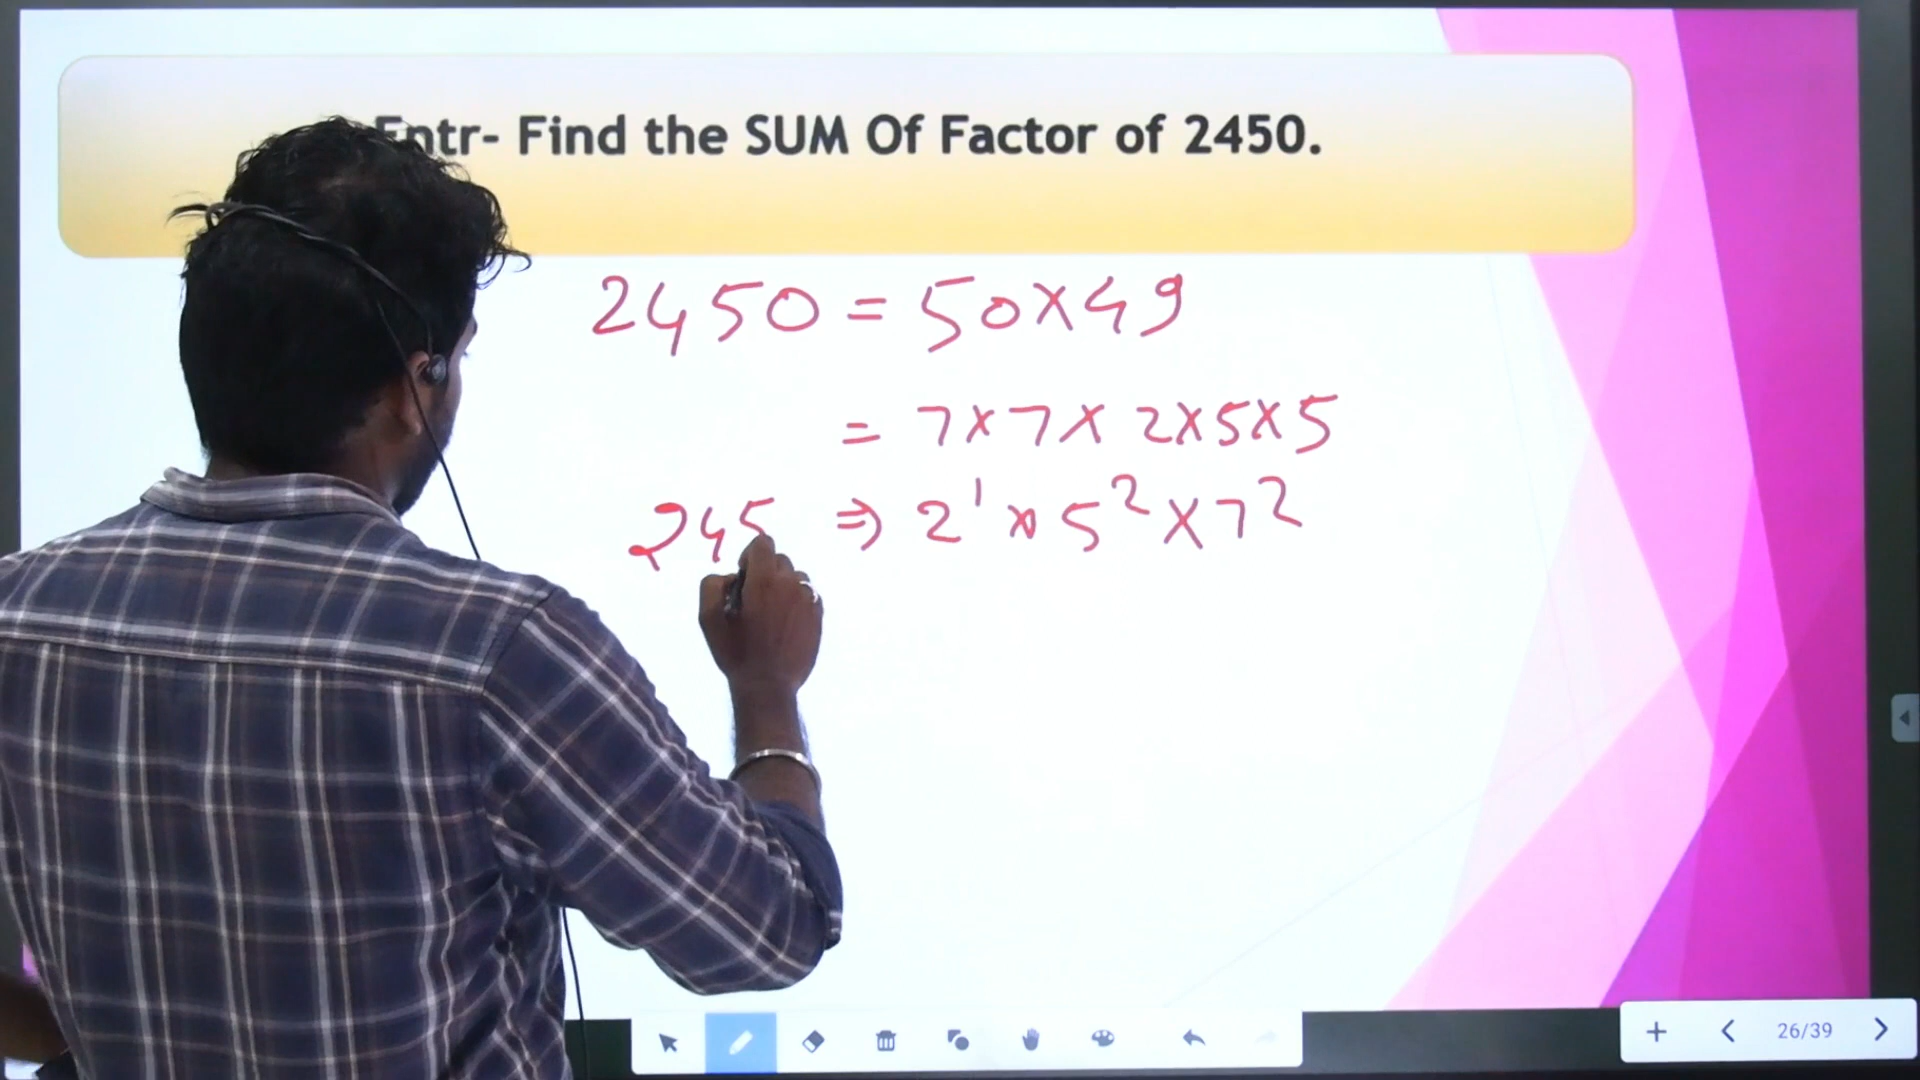 Entr- Find the SUM Of Factor of 2450.
2450 = 50×49
= 7×7× 2×5×5
245 ⇒ 2¹ × 5² × 7²
26/39